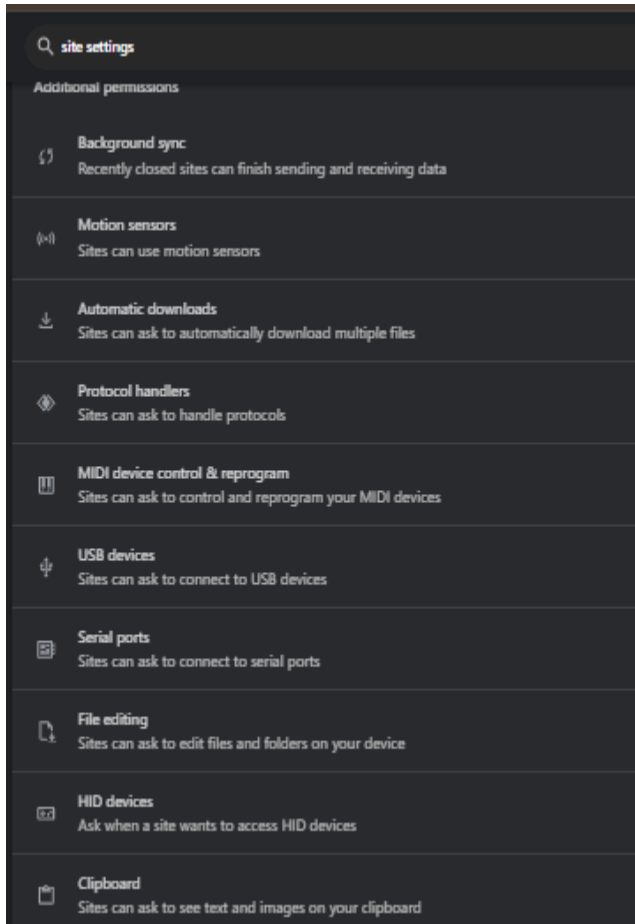 site settings
Additional permissions
Background sync
Recently closed sites can finish sending and receiving data
Motion sensors
Sites can use motion sensors
Automatic downloads
Sites can ask to automatically download multiple files
Protocol handlers
Sites can ask to handle protocols
MIDI device control & reprogram
Sites can ask to control and reprogram your MIDI devices
USB devices
Sites can ask to connect to USB devices
Serial ports
Sites can ask to connect to serial ports
File editing
Sites can ask to edit files and folders on your device
HID devices
Ask when a site wants to access HID devices
Clipboard
Sites can ask to see text and images on your clipboard